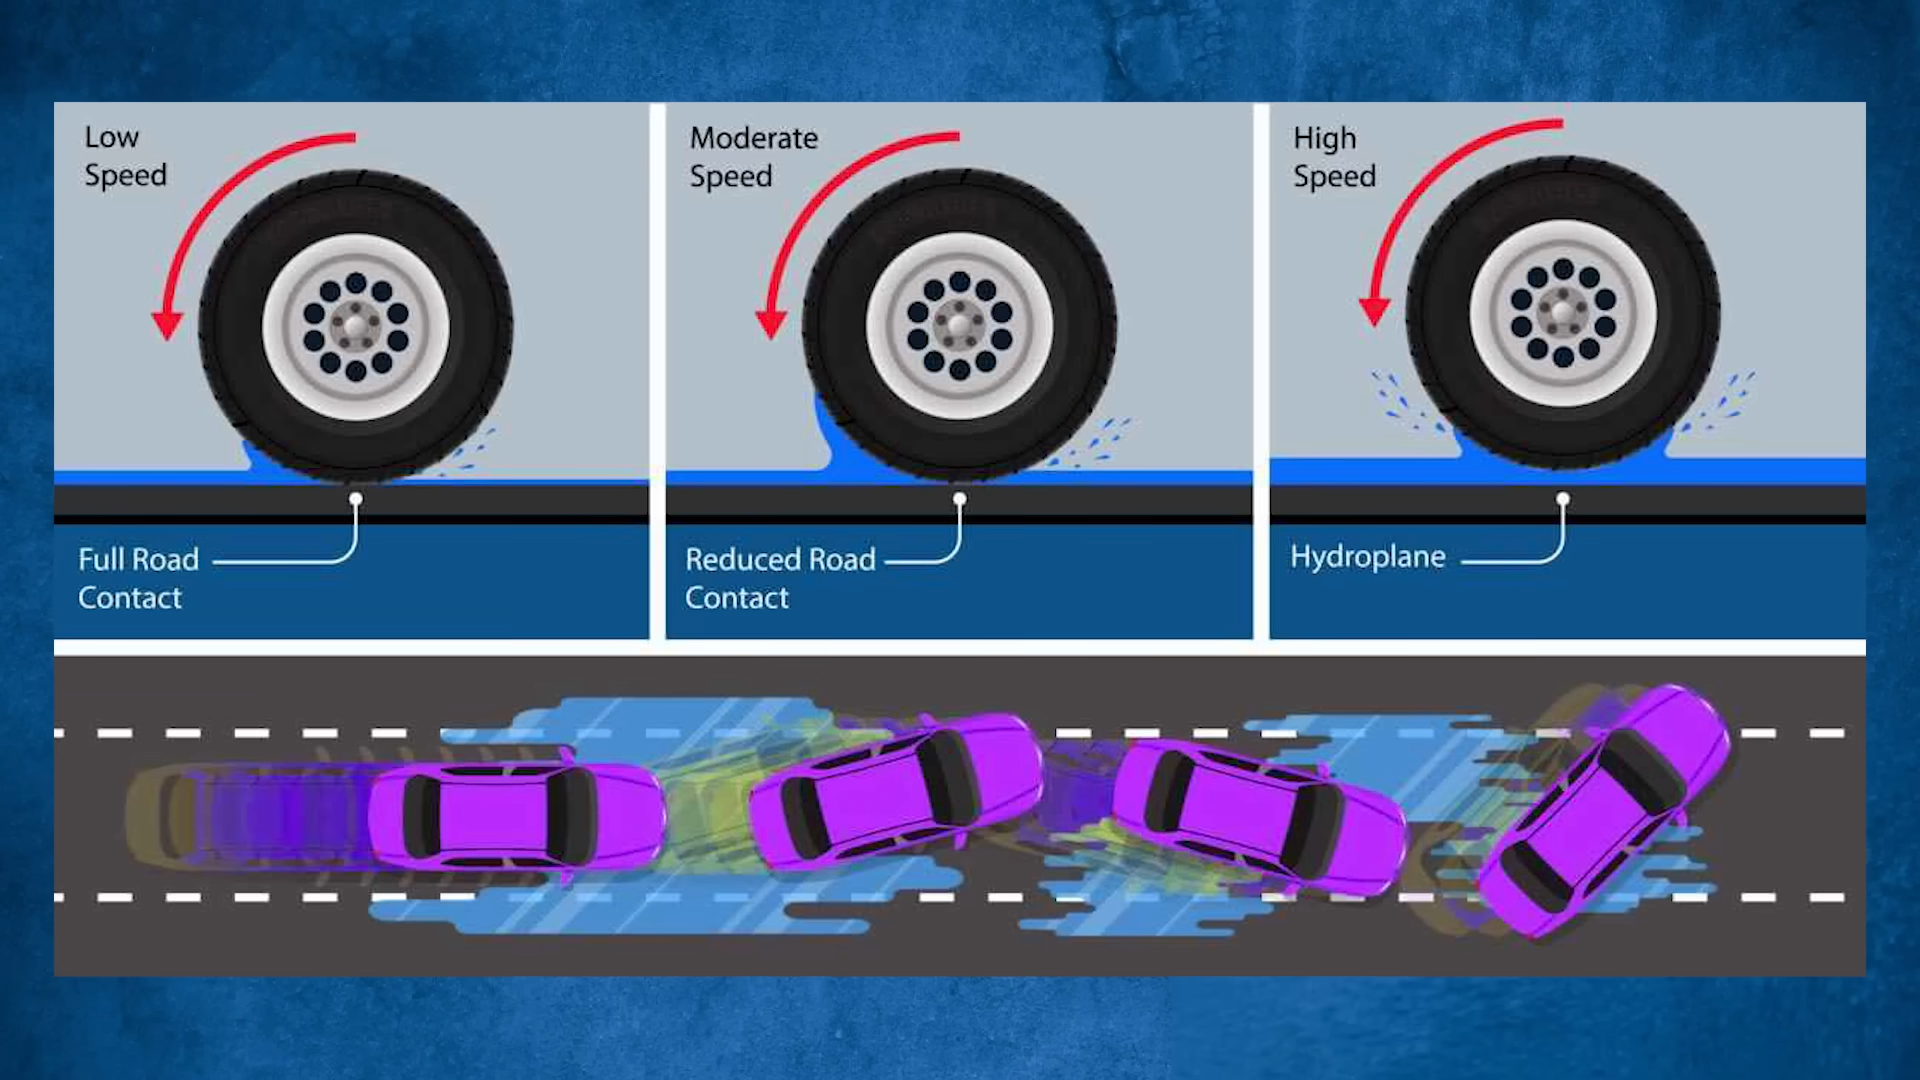 Low
Speed
Full Road
Contact
Moderate
Speed
Reduced Road
Contact
High
Speed
Hydroplane